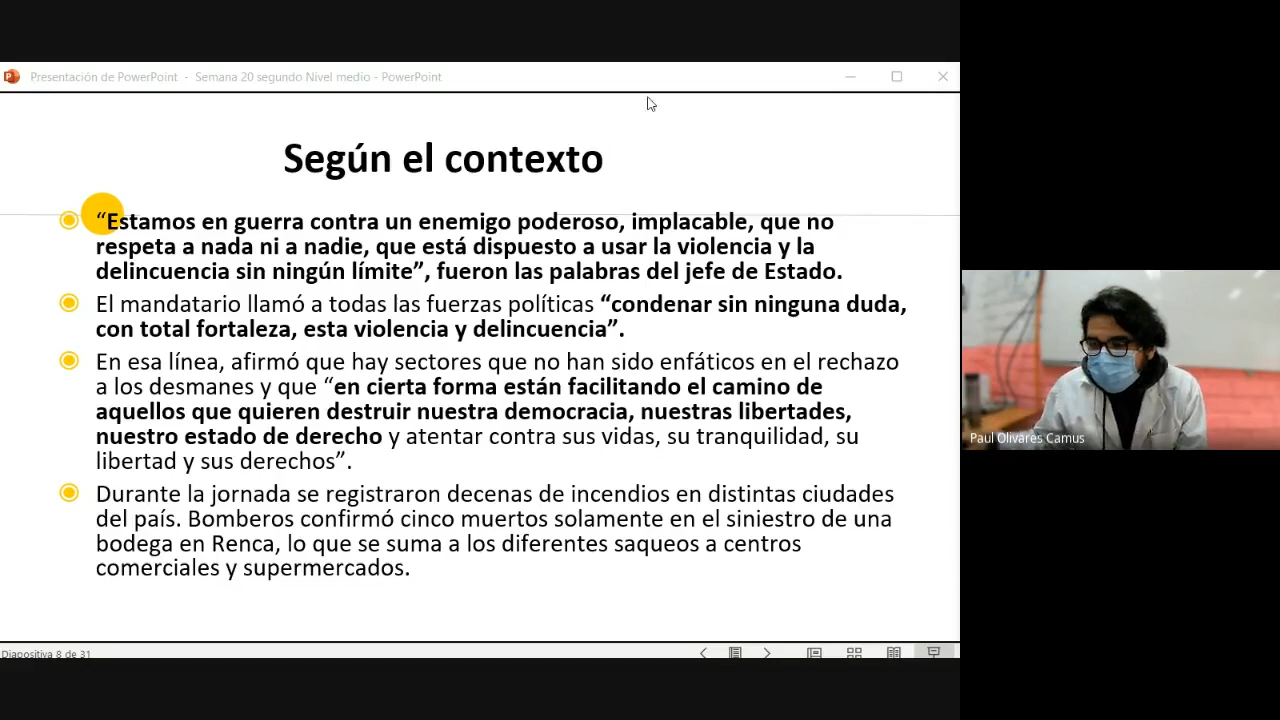 Presentación de PowerPoint - Semana 20 segundo Nivel medio - PowerPoint
Según el contexto
“Estamos en guerra contra un enemigo poderoso, implacable, que no
respeta a nada ni a nadie, que está dispuesto a usar la violencia y la
delincuencia sin ningún límite”, fueron las palabras del jefe de Estado.
El mandatario llamó a todas las fuerzas políticas “condenar sin ninguna duda,
con total fortaleza, esta violencia y delincuencia”.
En esa línea, afirmó que hay sectores que no han sido enfáticos en el rechazo
a los desmanes y que “en cierta forma están facilitando el camino de
aquellos que quieren destruir nuestra democracia, nuestras libertades,
nuestro estado de derecho y atentar contra sus vidas, su tranquilidad, su
libertad y sus derechos”.
Durante la jornada se registraron decenas de incendios en distintas ciudades
del país. Bomberos confirmó cinco muertos solamente en el siniestro de una
bodega en Renca, lo que se suma a los diferentes saqueos a centros
comerciales y supermercados.
Diapositiva 8 de 31
Paul Olivares Camus